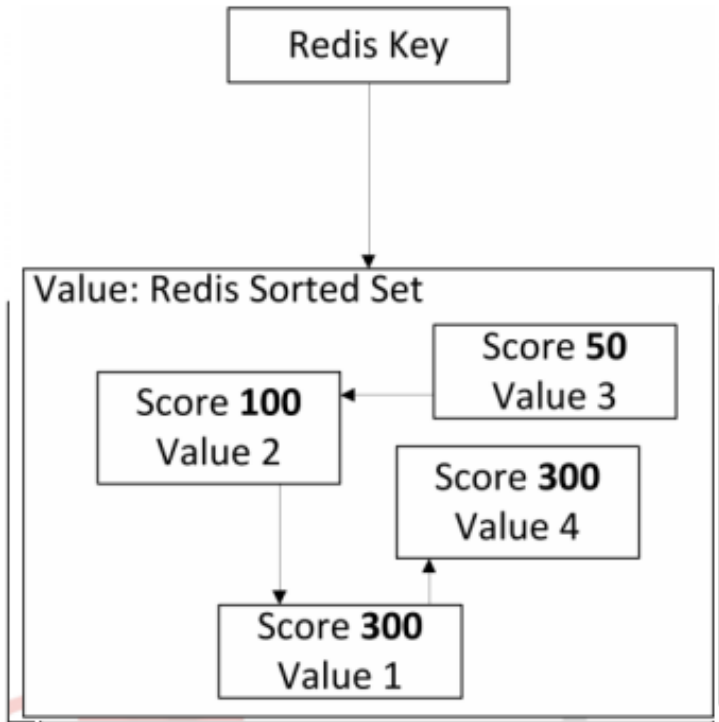 Redis Key
Value: Redis Sorted Set
Score 50
Value 3
Score 100
Value 2
Score 300
Value 4
Score 300
Value 1